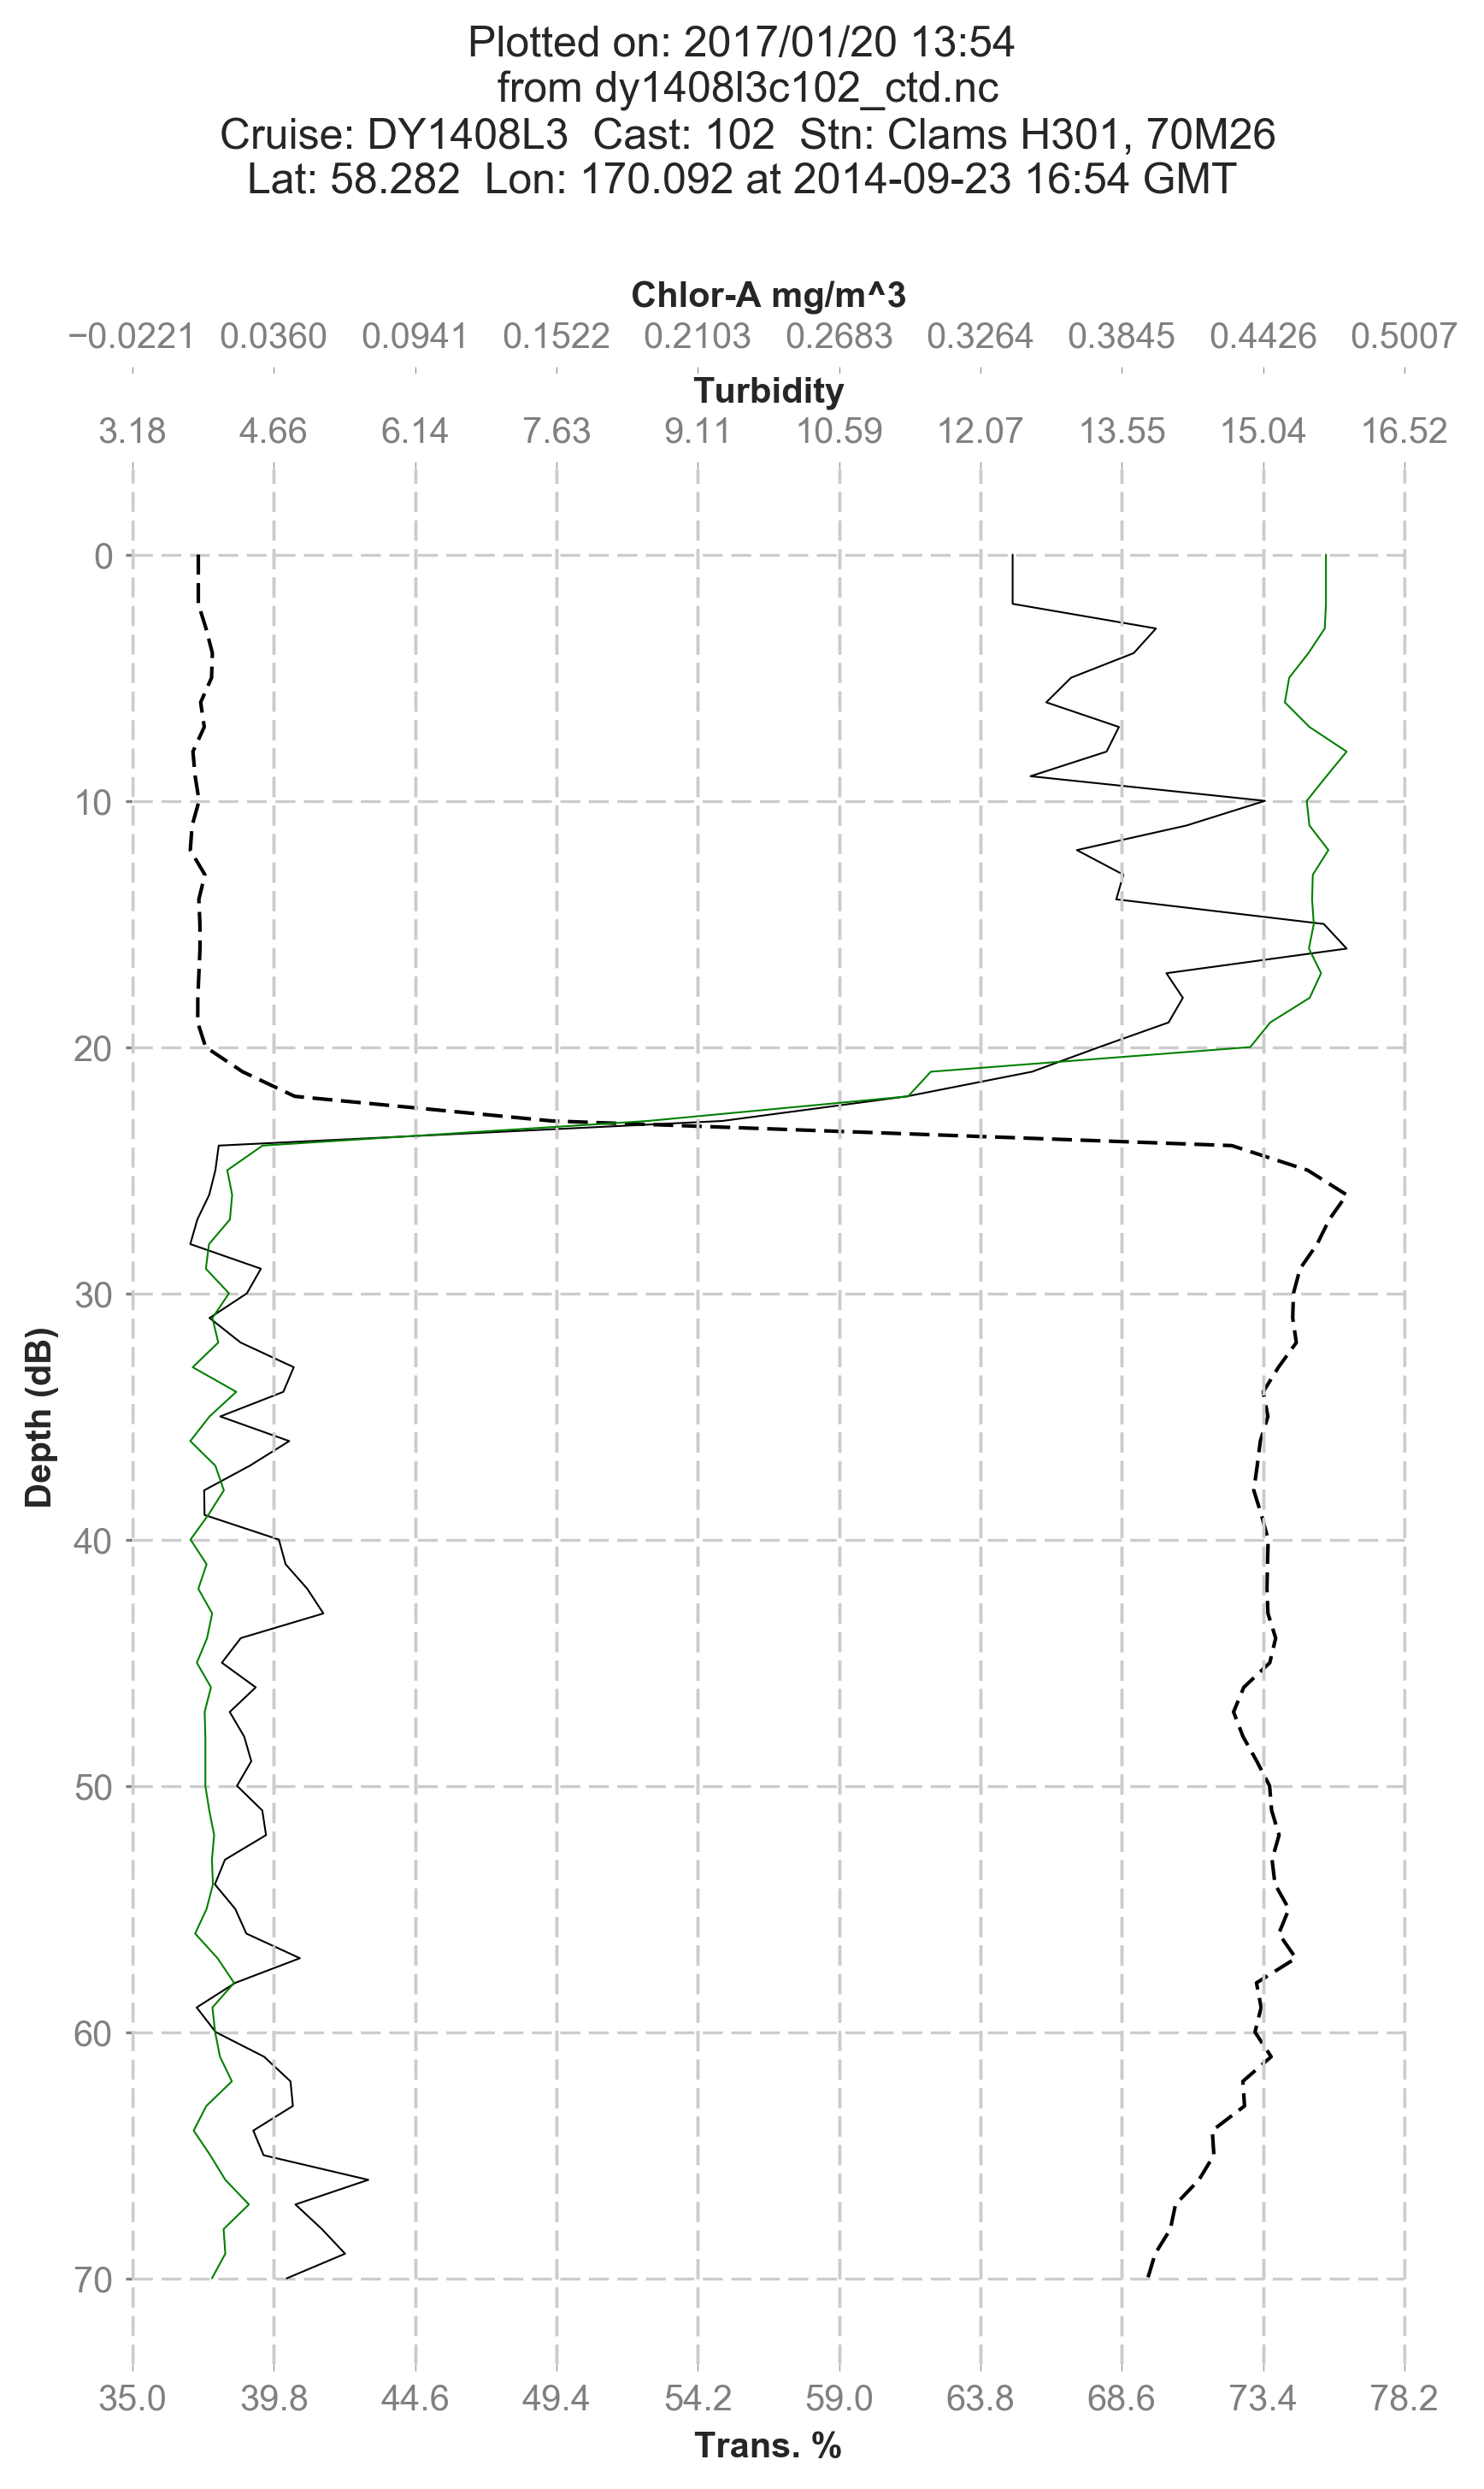 Plotted on: 2017/01/20 13:54
from dy1408l3c102_ctd.nc
Cruise: DY1408L3  Cast: 102  Stn: Clams H301, 70M26
Lat: 58.282  Lon: 170.092 at 2014-09-23 16:54 GMT
Chlor-A mg/m^3
−0.0221 0.0360 0.0941 0.1522 0.2103 0.2683 0.3264 0.3845 0.4426 0.5007
Turbidity
3.18 4.66 6.14 7.63 9.11 10.59 12.07 13.55 15.04 16.52
0
10
20
30
Depth (dB)
40
50
60
70
35.0 39.8 44.6 49.4 54.2 59.0 63.8 68.6 73.4 78.2
Trans. %